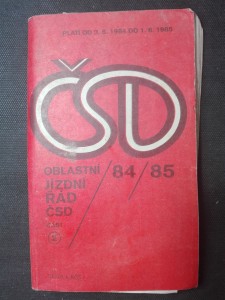 PLATÍ OD 3. 6. 1984 DO 1. 6. 1985
ČSD
OBLASTNÍ /84/85
JÍZDNÍ
ŘÁD
ČSD